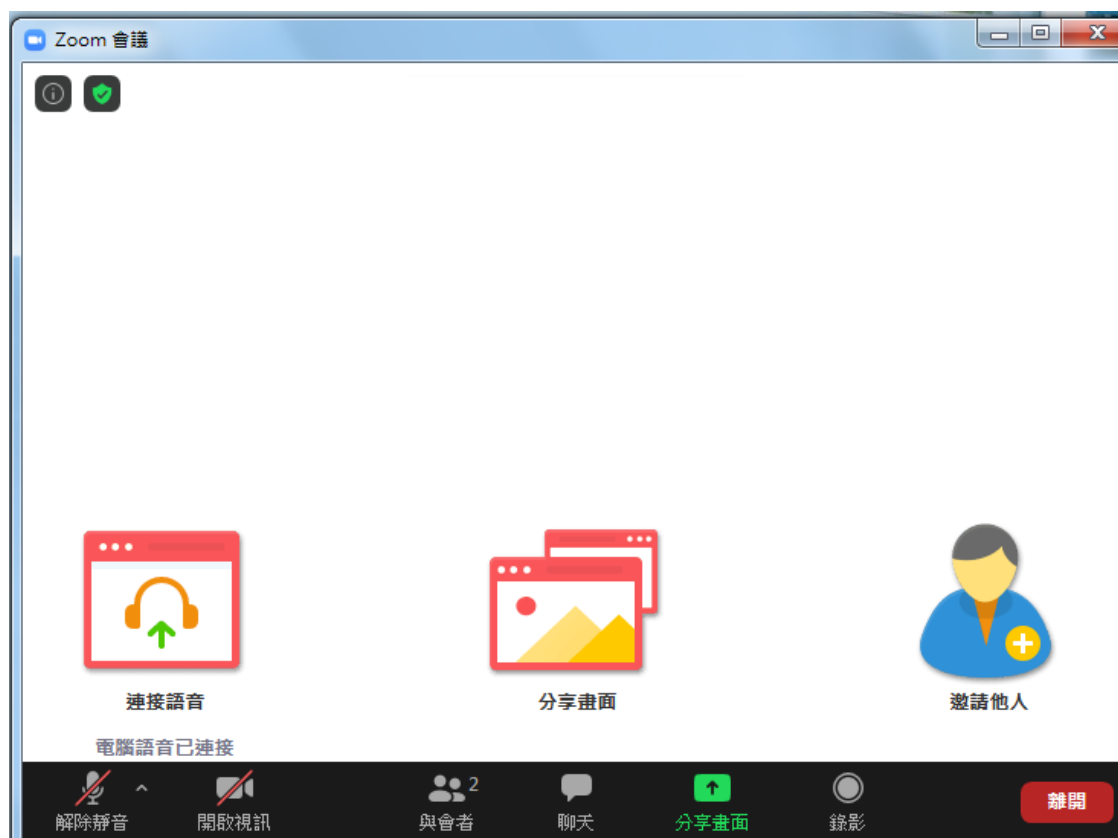 Zoom 會議
連接語音
分享畫面
邀請他人
電腦語音已連接
2
解除靜音
開啟視訊
與會者
聊天
分享畫面
錄影
離開